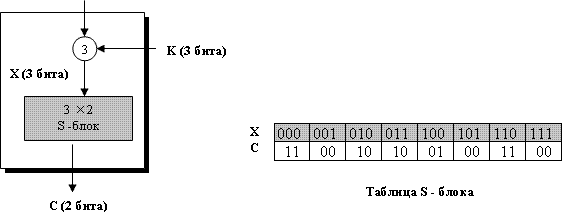 3
K (3 бита)
X (3 бита)
3 ×2
S -блок
C (2 бита)
X 000 001 010 011 100 101 110 111
C 11 00 10 10 01 00 11 00
Таблица S - блока